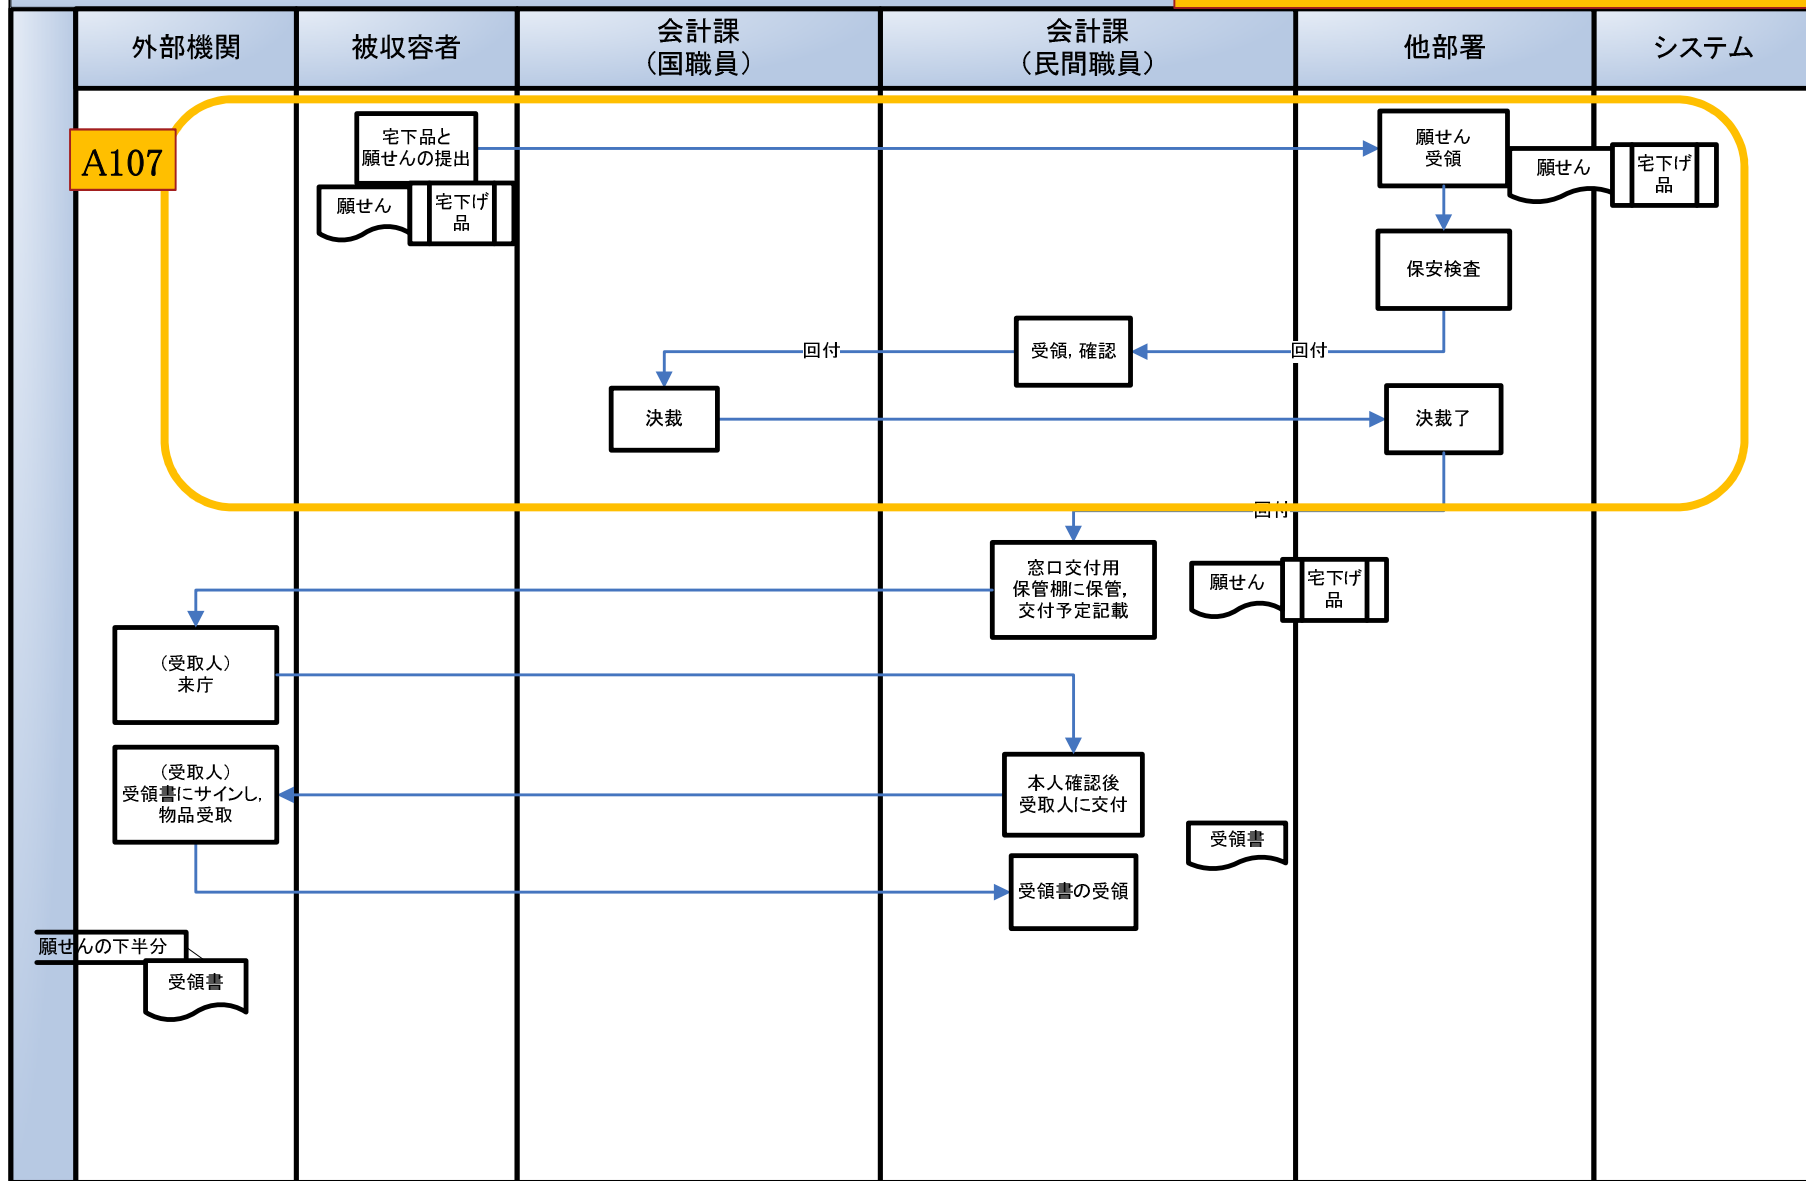 外部機関
被収容者
会計課
（国職員）
会計課
（民間職員）
他部署
システム
A107
宅下品と
願せんの提出
願せん
宅下げ
品
願せん
受領
願せん
宅下げ
品
保安検査
回付
受領，確認
回付
決裁
決裁了
回付
窓口交付用
保管棚に保管，
交付予定記載
願せん
宅下げ
品
（受取人）
来庁
（受取人）
受領書にサインし，
物品受取
本人確認後
受取人に交付
受領書
受領書の受領
願せんの下半分
受領書